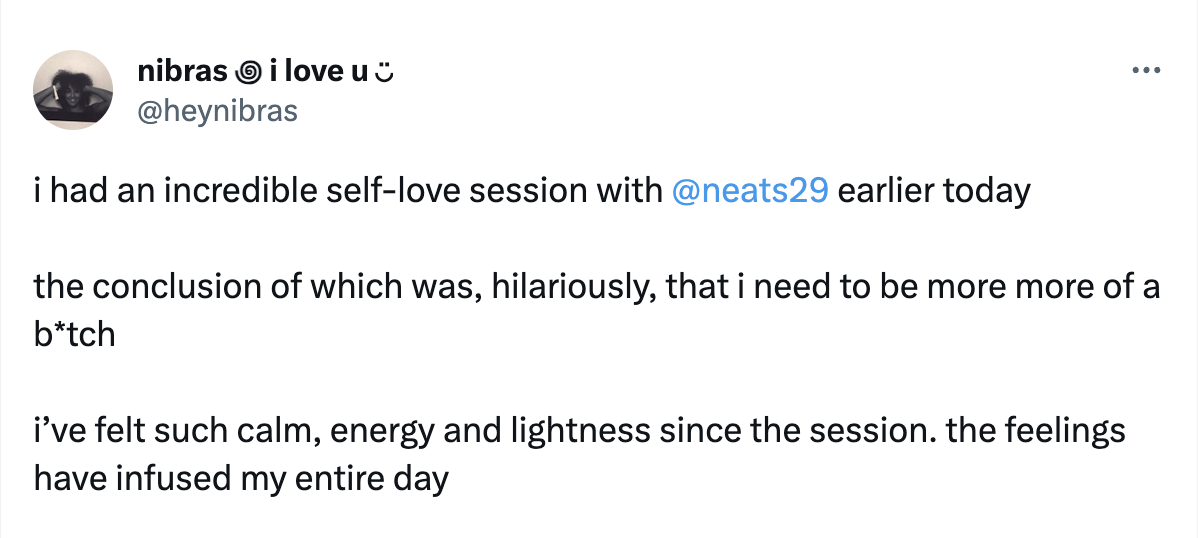 nibras 🌀 i love u ت
@heynibras
i had an incredible self-love session with @neats29 earlier today
the conclusion of which was, hilariously, that i need to be more more of a
b*tch
i’ve felt such calm, energy and lightness since the session. the feelings
have infused my entire day